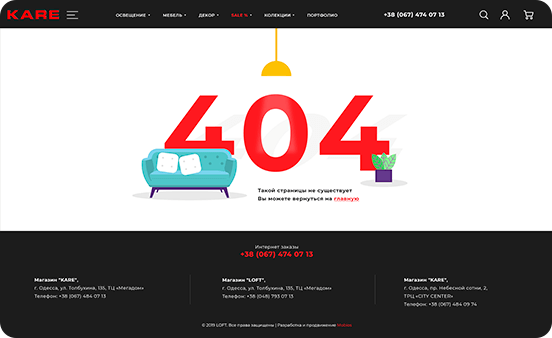 KARE
ОСВЕЩЕНИЕ МЕБЕЛЬ ДЕКОР SALE % КОЛЕКЦИИ ПОРТФОЛИО
+38 (067) 474 07 13
404
Такой страницы не существует
Вы можете вернуться на главную
Интернет заказы
+38 (067) 474 07 13
Магазин "KARE",
г. Одесса, ул. Толбухина, 135, ТЦ «Мегадом»
Телефон: +38 (067) 484 07 13
Магазин "LOFT",
г. Одесса, ул. Толбухина, 135, ТЦ «Мегадом»
Телефон: +38 (048) 793 07 13
Магазин "KARE",
г. Одесса, пр. Небесной сотни, 2,
ТРЦ «CITY CENTER»
Телефон: +38 (067) 484 09 74
© 2019 LOFT. Все права защищены | Разработка и продвижение